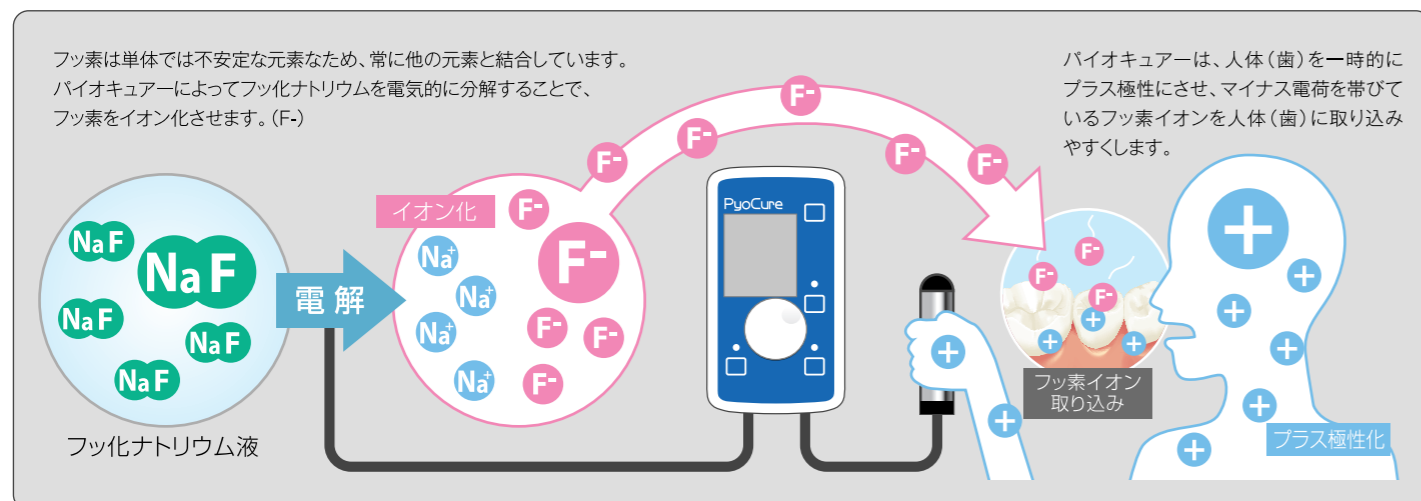 フッ素は単体では不安定な元素なため、常に他の元素と結合しています。
パイオキュアーによってフッ化ナトリウムを電気的に分解することで、
フッ素をイオン化させます。(F-)
パイオキュアーは、人体(歯)を一時的に
プラス極性にさせ、マイナス電荷を帯びて
いるフッ素イオンを人体(歯)に取り込み
やすくします。
NaF
NaF
NaF
NaF
NaF
フッ化ナトリウム液
電解
イオン化
F-
F-
F-
F-
F-
Na+
Na+
Na+
Na+
F-
F-
F-
F-
F-
F-
PyoCure
F-
F-
F-
+
+
+
フッ素イオン
取り込み
+
+
+
+
+
+
+
+
プラス極性化